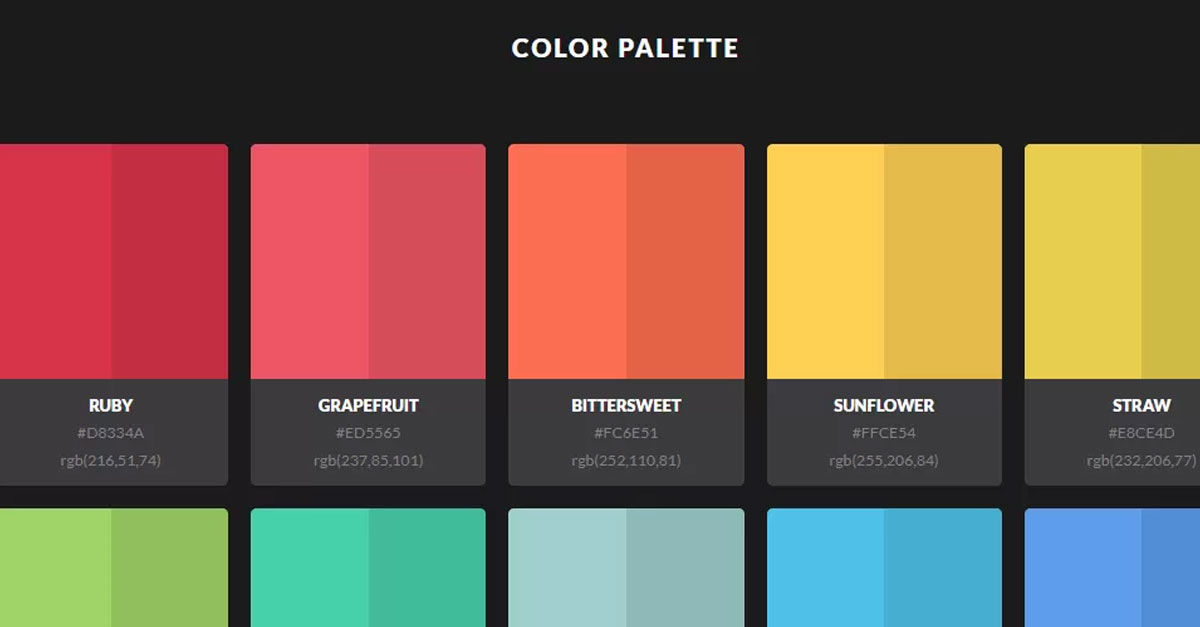 COLOR PALETTE
RUBY
#D8334A
rgb(216,51,74)
GRAPEFRUIT
#ED5565
rgb(237,85,101)
BITTERSWEET
#FC6E51
rgb(252,110,81)
SUNFLOWER
#FFCE54
rgb(255,206,84)
STRAW
#E8CE4D
rgb(232,206,77)